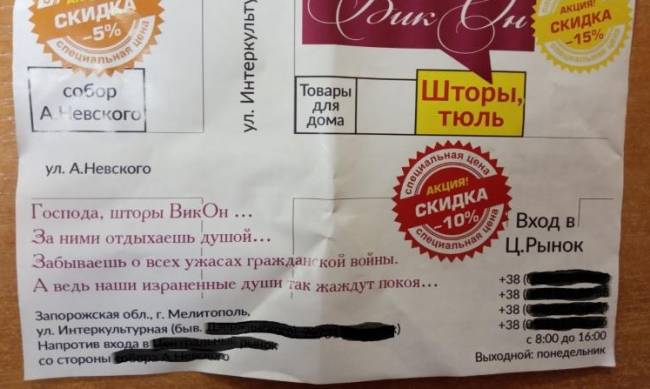 СКИДКА
-5%
специальная цена
ул. Интеркульту
ВикОн
АКЦИЯ!
СКИДКА
-15%
специальная цена
собор
А.Невского
Товары
для
дома
Шторы,
тюль
ул. А.Невского
специальная цена
АКЦИЯ!
СКИДКА
-10%
специальная цена
Вход в
Ц.Рынок
Господа, шторы ВикОн ...
За ними отдыхаешь душой...
Забываешь о всех ужасах гражданской войны.
А ведь наши израненные души так жаждут покоя...
Запорожская обл., г. Мелитополь,
ул. Интеркультурная (быв.
Напротив входа в
со стороны
+38 (
+38 (
+38 (
+38 (
с 8:00 до 16:00
Выходной: понедельник